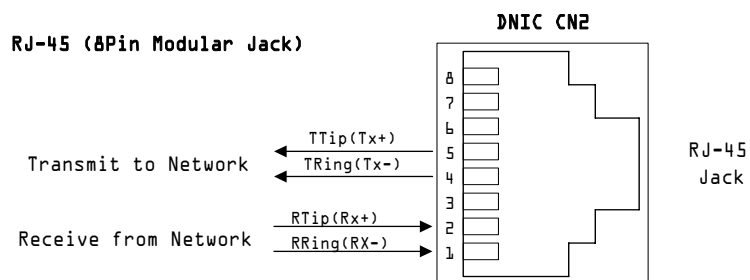 DNIC CN2
RJ-45 (8Pin Modular Jack)
8
7
6
TTip(Tx+)
5
Transmit to Network
TRing(Tx-)
4
RJ-45
Jack
3
RTip(Rx+)
2
Receive from Network
RRing(RX-)
1